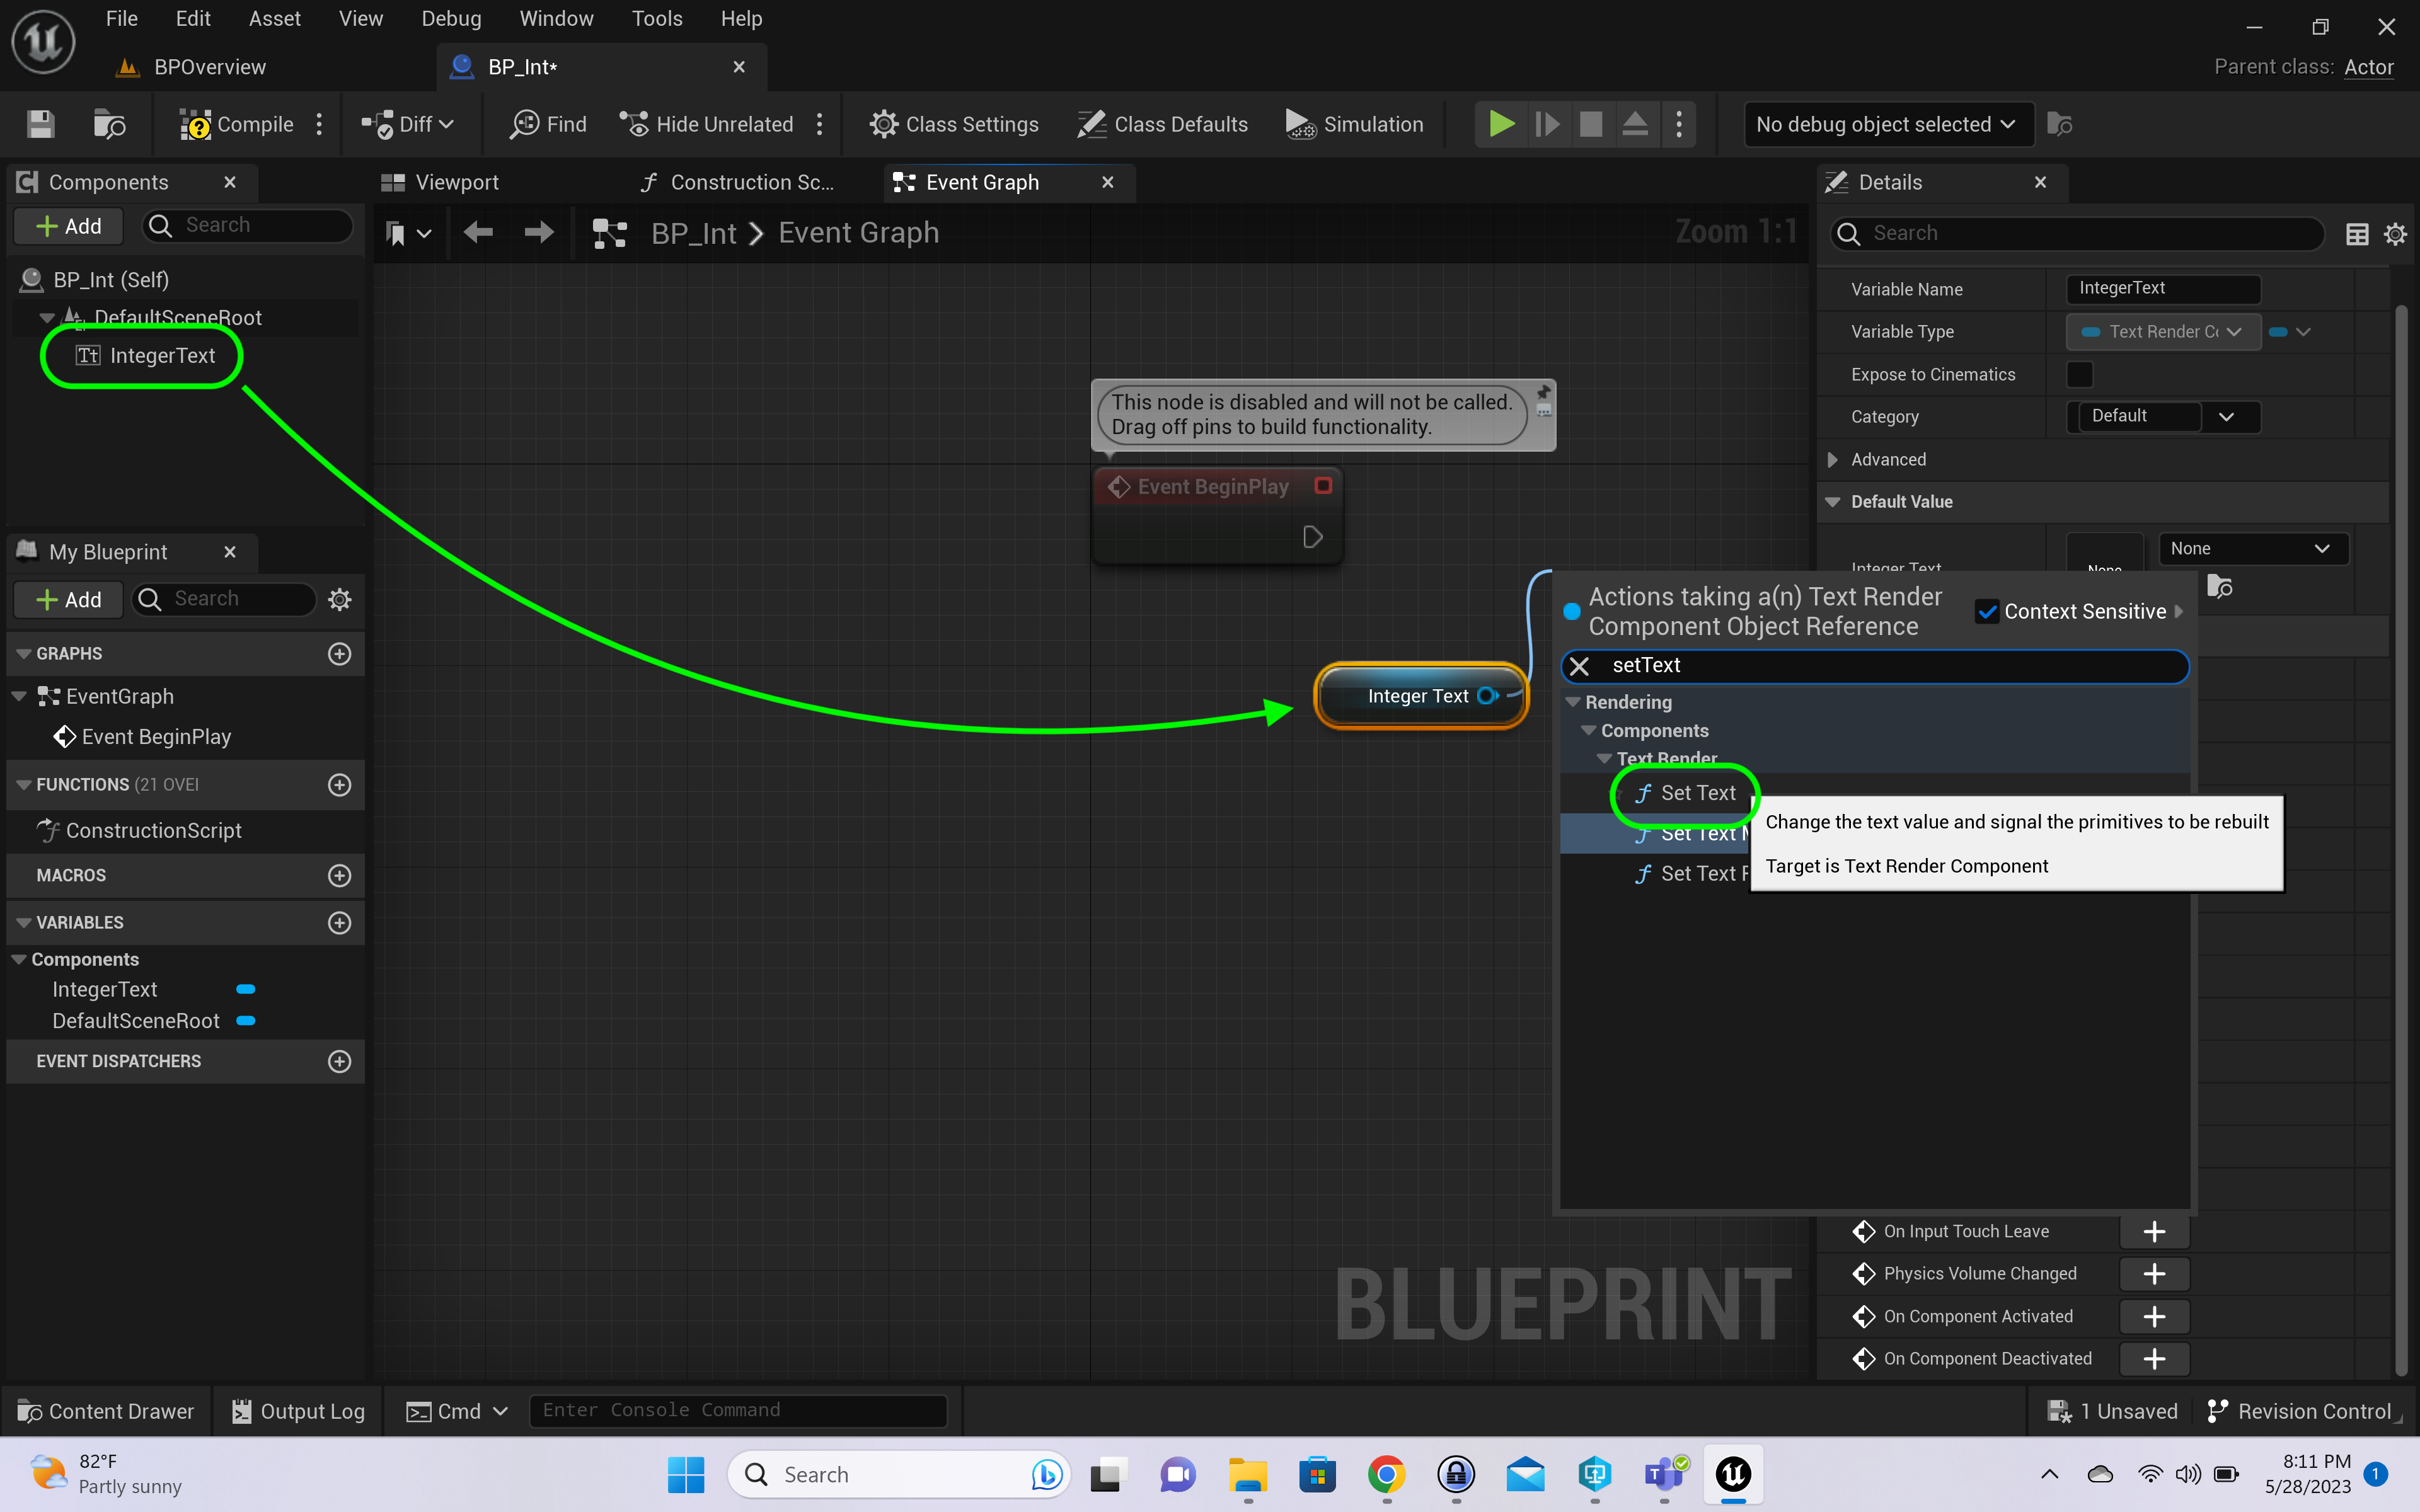 File Edit Asset View Debug Window Tools Help
BPOverview
BP_Int*
Parent class: Actor
Compile
Diff
Find
Hide Unrelated
Class Settings
Class Defaults
Simulation
No debug object selected
Components
Add
Search
BP_Int (Self)
DefaultSceneRoot
Tt IntegerText
My Blueprint
Add
Search
GRAPHS
EventGraph
Event BeginPlay
FUNCTIONS (21 OVE
ConstructionScript
MACROS
VARIABLES
Components
IntegerText
DefaultSceneRoot
EVENT DISPATCHERS
Viewport
Construction Sc...
Event Graph
BP_Int > Event Graph
Zoom 1:1
This node is disabled and will not be called.
Drag off pins to build functionality.
Event BeginPlay
Integer Text
Actions taking a(n) Text Render
Component Object Reference
Context Sensitive
setText
Rendering
Components
Text Render
f Set Text
f Set Text
f Set Text
Change the text value and signal the primitives to be rebuilt
Target is Text Render Component
BLUEPRINT
Details
Search
Variable Name IntegerText
Variable Type Text Render C
Expose to Cinematics
Category Default
Advanced
Default Value
Integer Text None None
On Input Touch Leave
Physics Volume Changed
On Component Activated
On Component Deactivated
Content Drawer
Output Log
Cmd
Enter Console Command
1 Unsaved
Revision Control
82°F
Partly sunny
Search
8:11 PM
5/28/2023
1